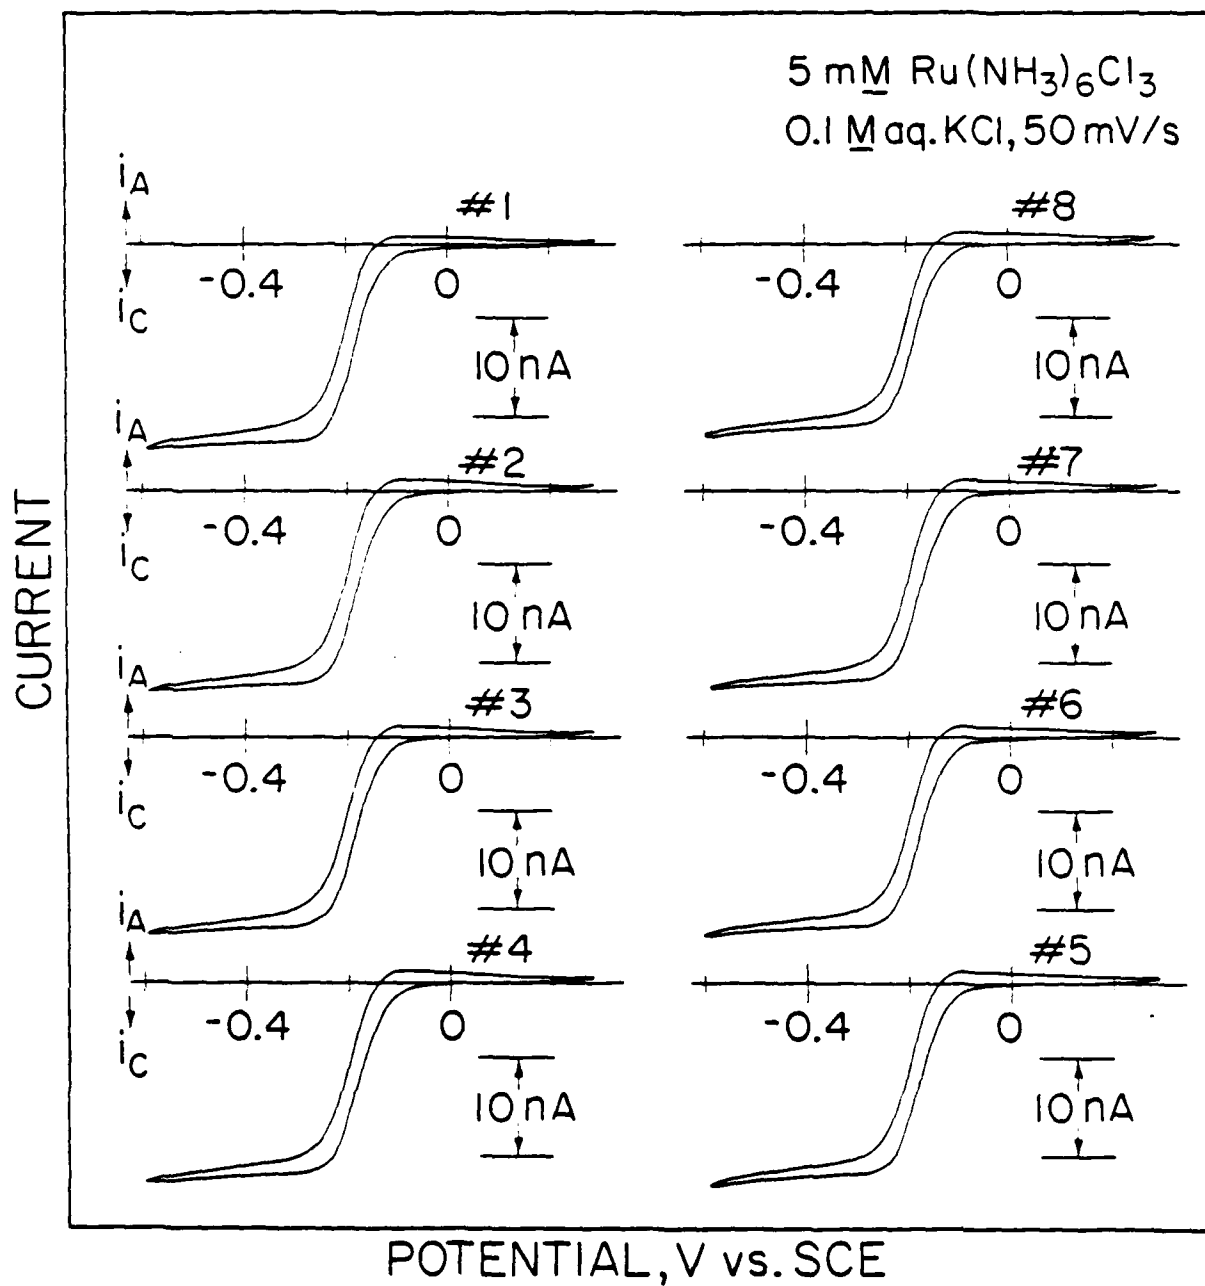 5 mM Ru(NH3)6Cl3
0.1 M aq. KCl, 50 mV/s
CURRENT
iA
#1
-0.4 0
iC
10 nA
#8
-0.4 0
10 nA
iA
#2
-0.4 0
iC
10 nA
#7
-0.4 0
10 nA
iA
#3
-0.4 0
iC
10 nA
#6
-0.4 0
10 nA
iA
#4
-0.4 0
iC
10 nA
#5
-0.4 0
10 nA
POTENTIAL, V vs. SCE